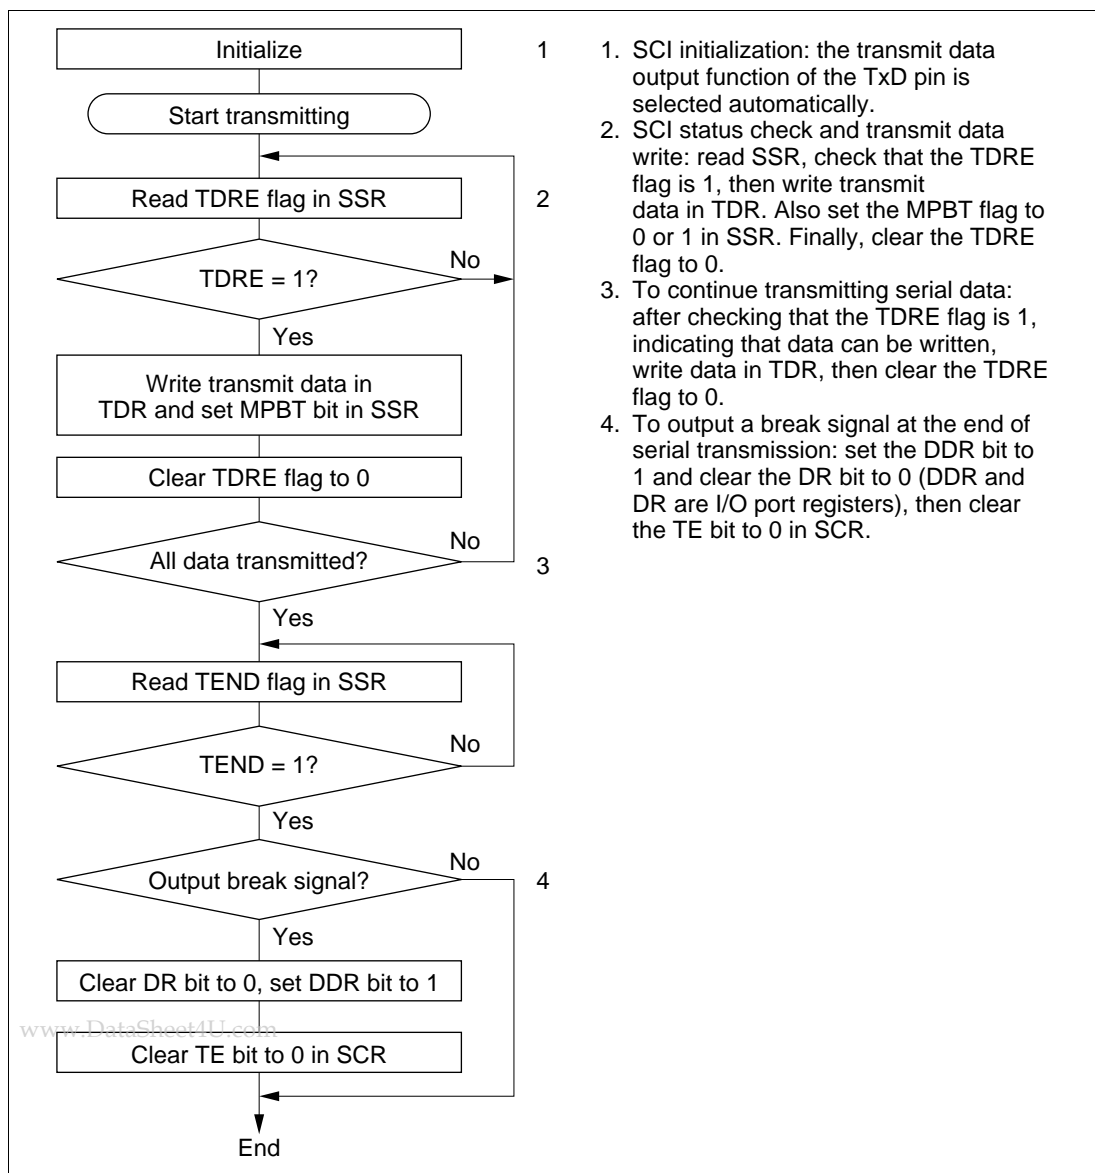 Initialize
1
Start transmitting
Read TDRE flag in SSR
2
No
TDRE = 1?
Yes
Write transmit data in
TDR and set MPBT bit in SSR
Clear TDRE flag to 0
No
All data transmitted?
3
Yes
Read TEND flag in SSR
No
TEND = 1?
Yes
No
Output break signal?
4
Yes
Clear DR bit to 0, set DDR bit to 1
www.DataSheet4U.com
Clear TE bit to 0 in SCR
End
1. SCI initialization: the transmit data
output function of the TxD pin is
selected automatically.
2. SCI status check and transmit data
write: read SSR, check that the TDRE
flag is 1, then write transmit
data in TDR. Also set the MPBT flag to
0 or 1 in SSR. Finally, clear the TDRE
flag to 0.
3. To continue transmitting serial data:
after checking that the TDRE flag is 1,
indicating that data can be written,
write data in TDR, then clear the TDRE
flag to 0.
4. To output a break signal at the end of
serial transmission: set the DDR bit to
1 and clear the DR bit to 0 (DDR and
DR are I/O port registers), then clear
the TE bit to 0 in SCR.